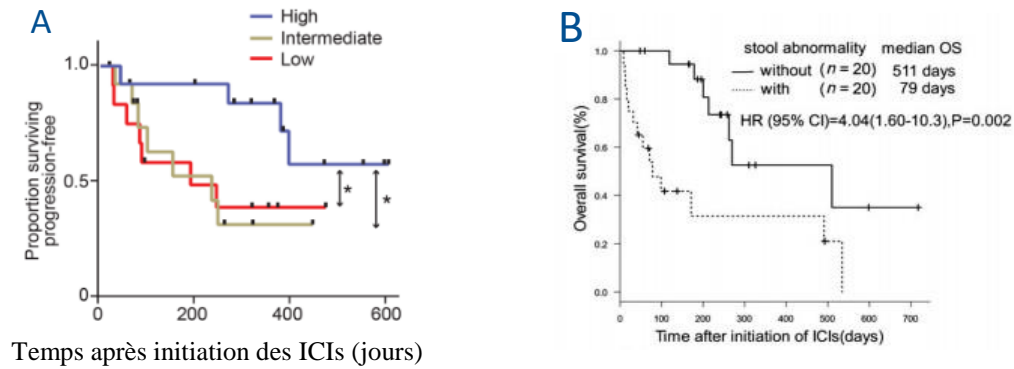 A
High
Intermediate
Low
Proportion surviving
progression-free
1.0
0.5
0
*
*
0 200 400 600
Temps après initiation des ICIs (jours)
B
stool abnormality median OS
without (n = 20) 511 days
with (n = 20) 79 days
HR (95% CI)=4.04(1.60-10.3),P=0.002
Overall survival(%)
1.0
0.8
0.6
0.4
0.2
0.0
0 100 200 300 400 500 600 700
Time after initiation of ICIs(days)